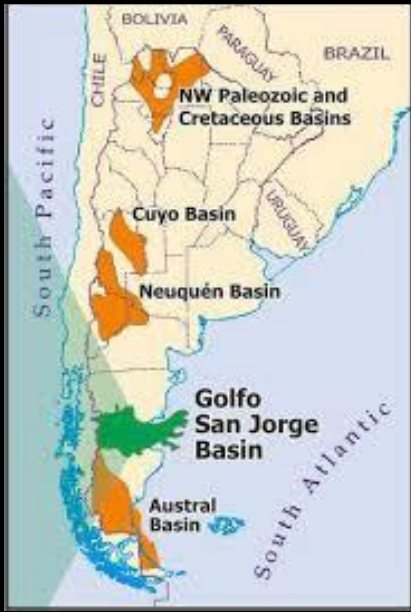 BOLIVIA
PARAGUAY
BRAZIL
CHILE
NW Paleozoic and
Cretaceous Basins
URUGUAY
Cuyo Basin
South Pacific
Neuquén Basin
Golfo
San Jorge
Basin
South Atlantic
Austral
Basin